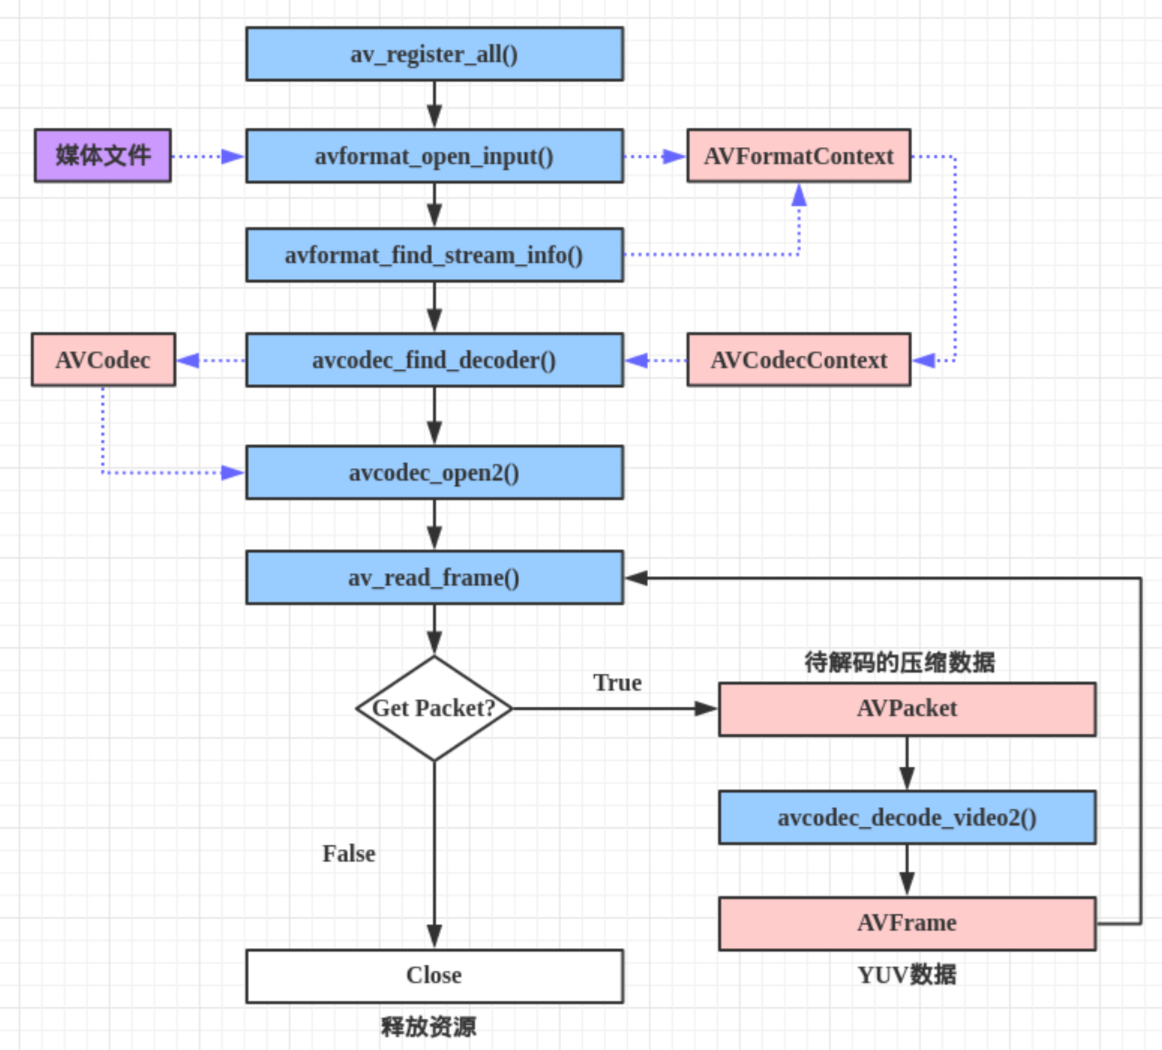 av_register_all()
媒体文件
avformat_open_input()
AVFormatContext
avformat_find_stream_info()
AVCodec
avcodec_find_decoder()
AVCodecContext
avcodec_open2()
av_read_frame()
Get Packet?
True
待解码的压缩数据
AVPacket
avcodec_decode_video2()
False
AVFrame
YUV数据
Close
释放资源